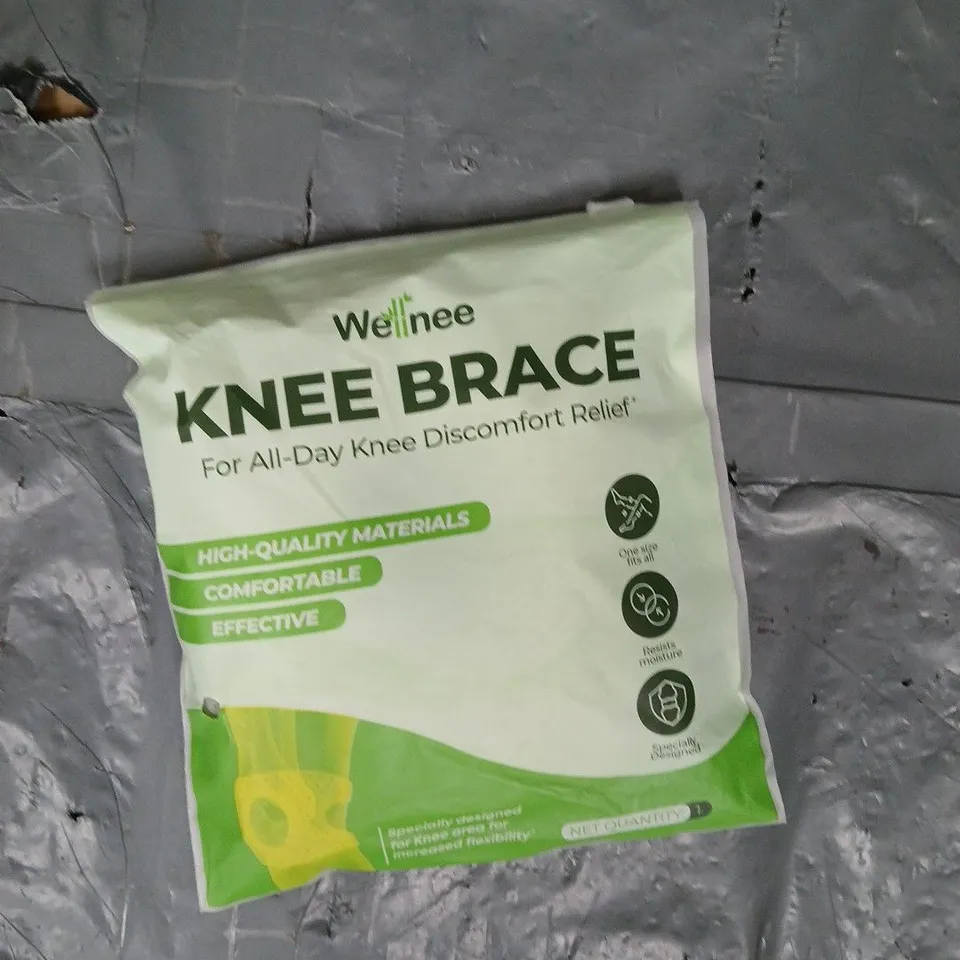 Wellnee
KNEE BRACE
For All-Day Knee Discomfort Relief*
HIGH-QUALITY MATERIALS
COMFORTABLE
EFFECTIVE
One size
fits all
Resists
moisture
Specially
Designed
Specially designed
for Knee area for
increased flexibility*
NET QUANTITY 1